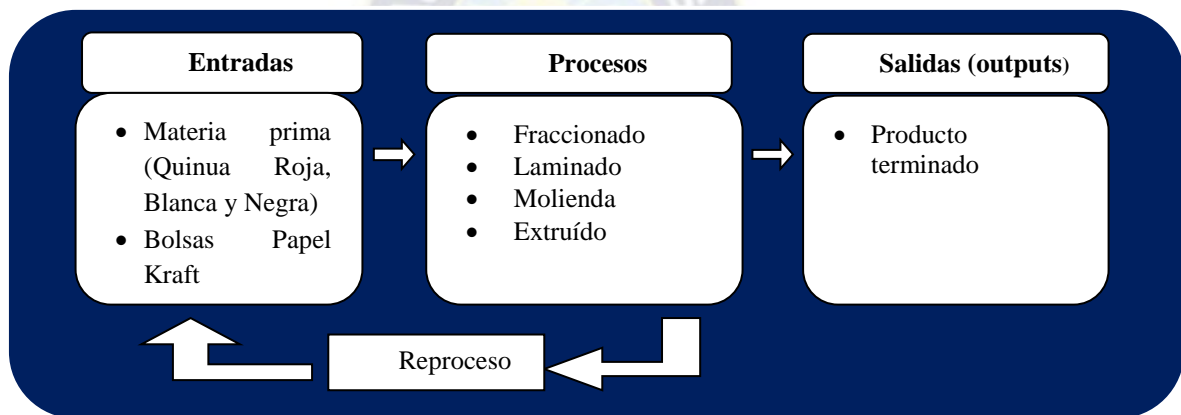 Entradas
Materia prima
(Quinua Roja,
Blanca y Negra)
Bolsas Papel
Kraft
Procesos
Fraccionado
Laminado
Molienda
Extruído
Salidas (outputs)
Producto
terminado
Reproceso